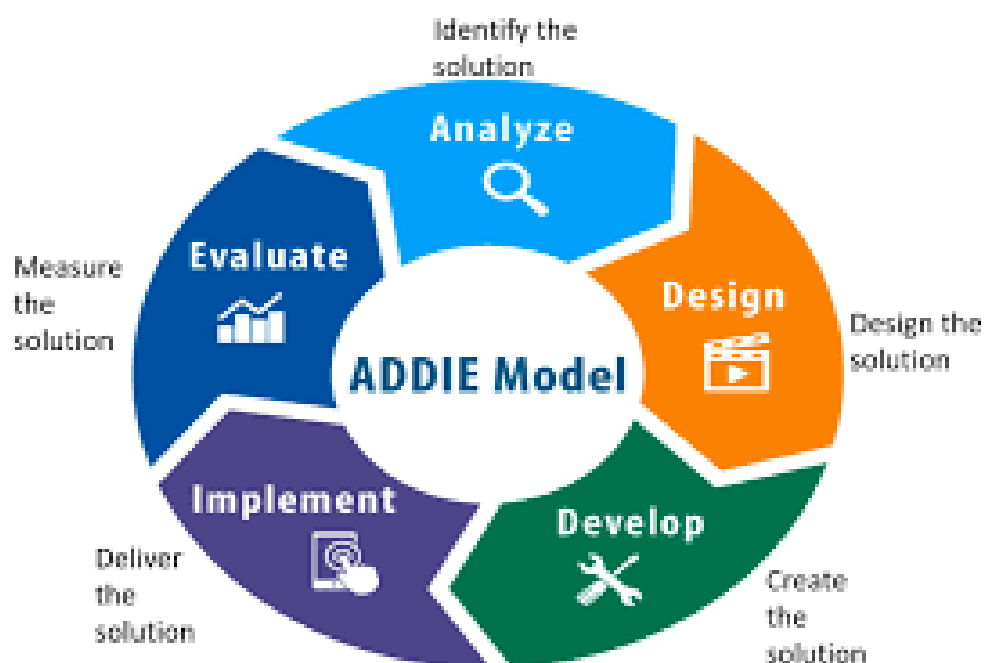 Identify the
solution
Analyze
Evaluate
Measure
the
solution
Design
Design the
solution
ADDIE Model
Implement
Deliver
the
solution
Develop
Create
the
solution